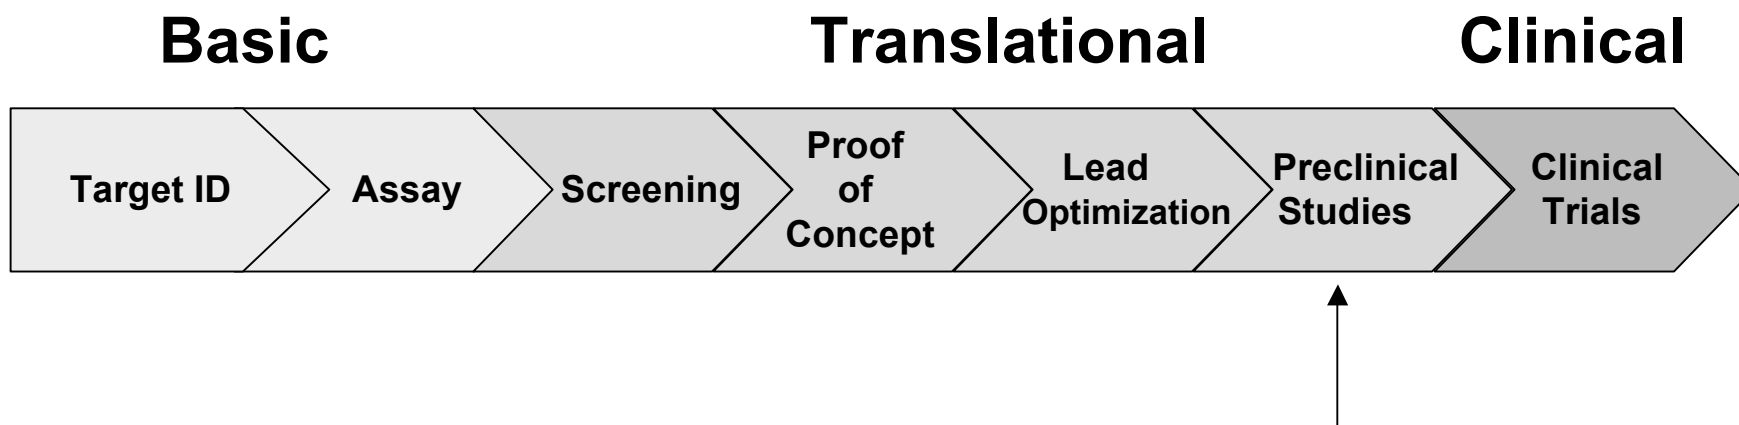 Basic
Translational
Clinical
Target ID
Assay
Screening
Proof
of
Concept
Lead
Optimization
Preclinical
Studies
Clinical
Trials